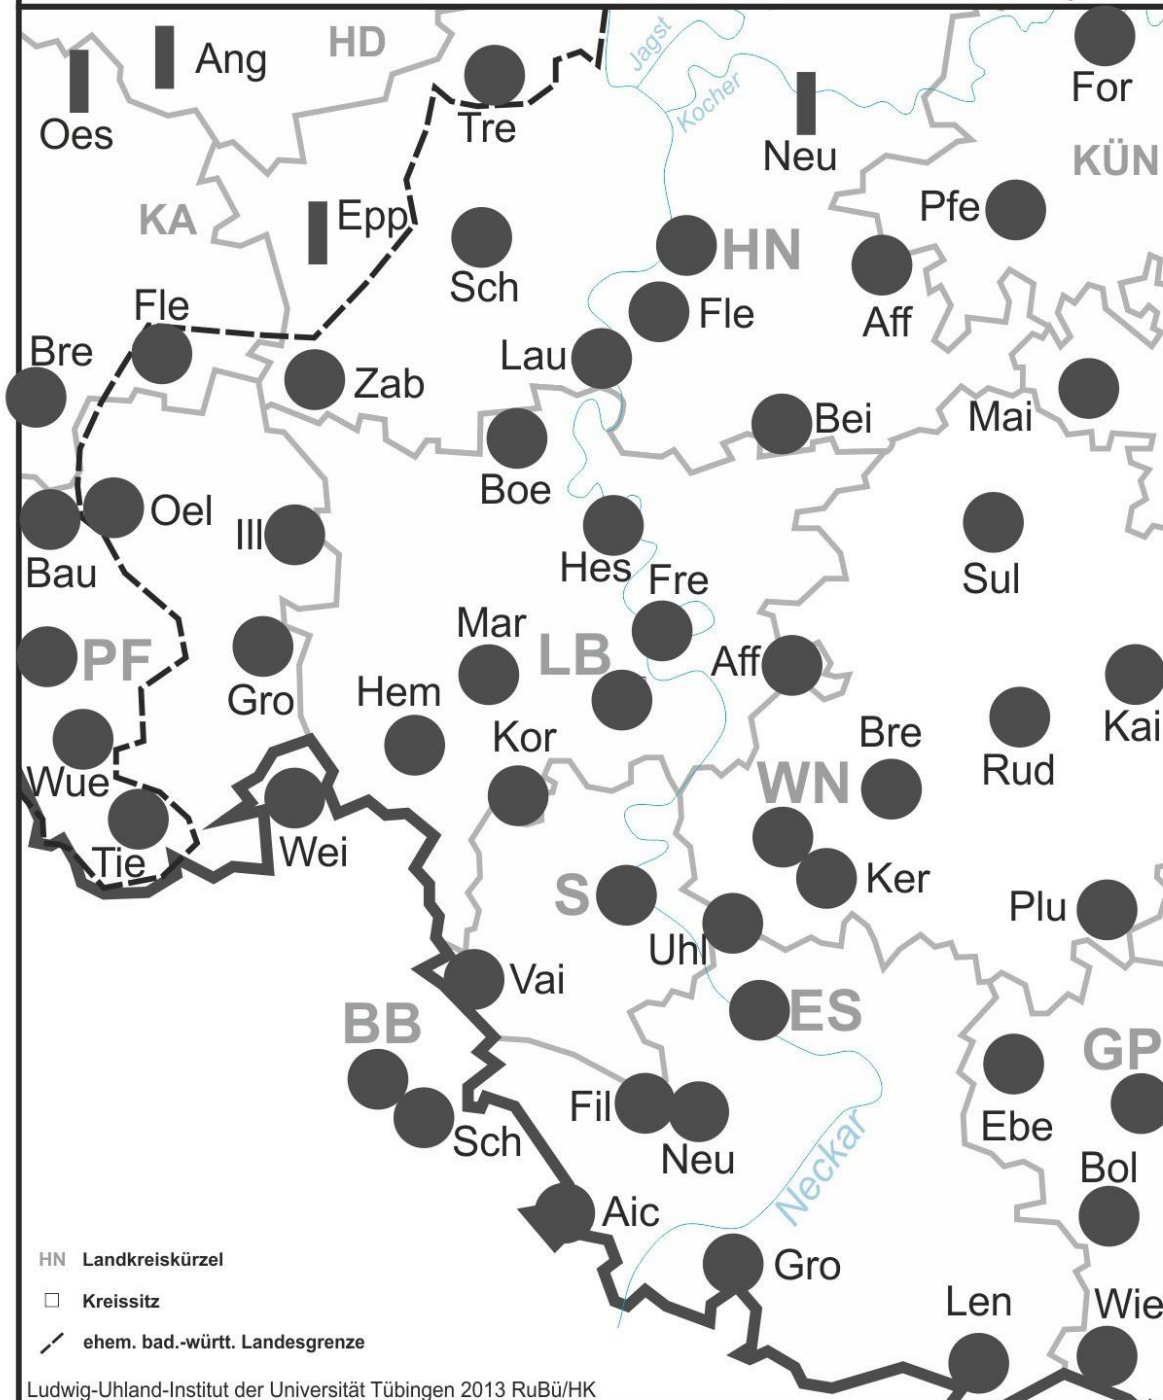 HD
Ang
Jagst
For
Oes
Kocher
Tre
Neu
KÜN
KA
Epp
Pfe
HN
Sch
Fle
Fle
Aff
Bre
Lau
Zab
Mai
Bei
Boe
Oel
Ill
Bau
Hes
Fre
Sul
Mar
LB
Aff
PF
Gro
Hem
Kai
Kor
Bre
Rud
Wue
WN
Tie
Wei
Ker
S
Plu
Uhl
Vai
ES
BB
GP
Fil
Ebe
Sch
Neu
Neckar
Bol
Aic
Gro
HN Landkreiskürzel
Kreissitz
Len
Wie
ehem. bad.-württ. Landesgrenze
Ludwig-Uhland-Institut der Universität Tübingen 2013 RuBü/HK